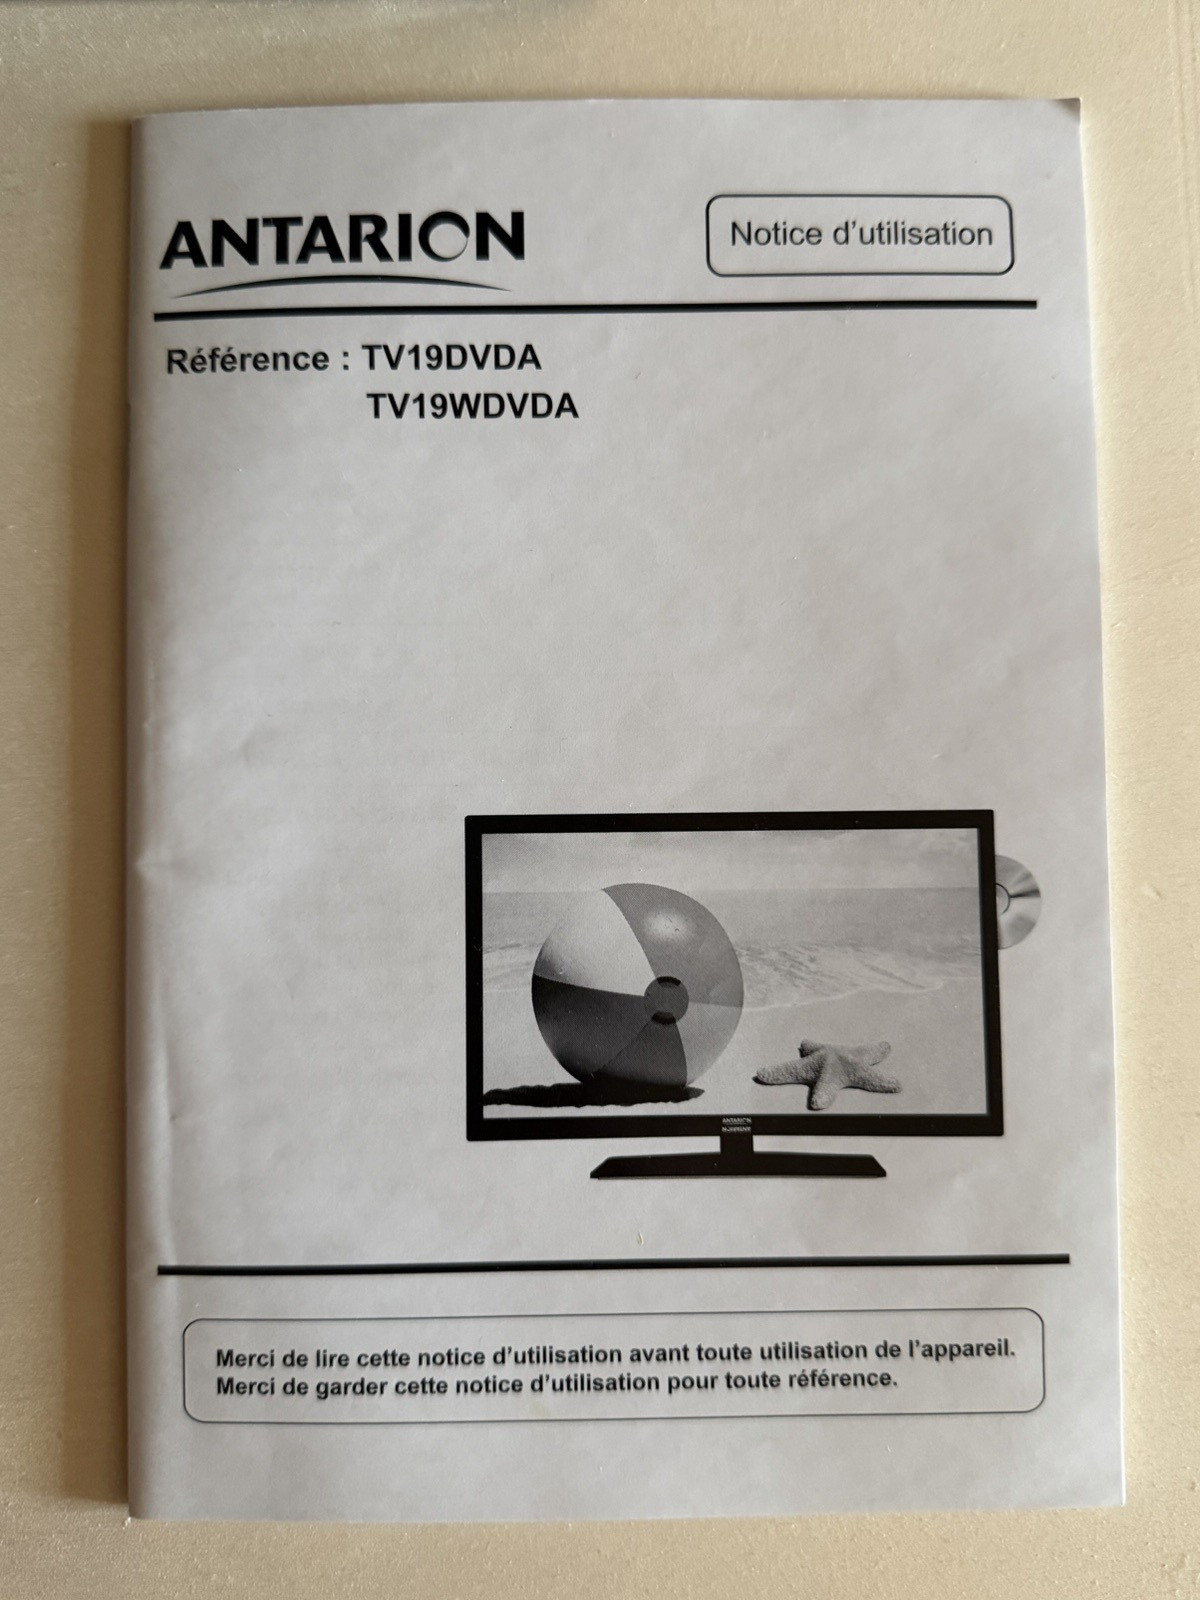 ANTARION
Notice d'utilisation
Référence : TV19DVDA
TV19WDVDA
ANTARION
Merci de lire cette notice d'utilisation avant toute utilisation de l'appareil.
Merci de garder cette notice d'utilisation pour toute référence.